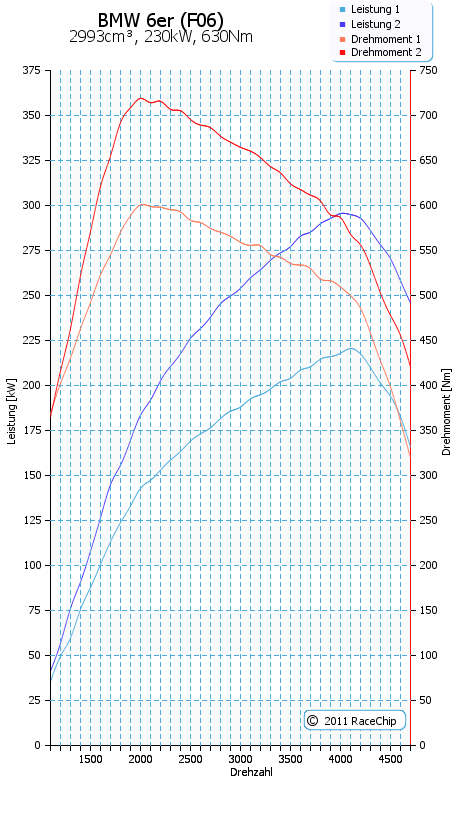 BMW 6er (F06)
2993cm³, 230kW, 630Nm
Leistung 1
Leistung 2
Drehmoment 1
Drehmoment 2
375
350
325
300
275
250
225
200
175
150
125
100
75
50
25
0
Leistung [kW]
750
700
650
600
550
500
450
400
350
300
250
200
150
100
50
0
Drehmoment [Nm]
© 2011 RaceChip
1500 2000 2500 3000 3500 4000 4500
Drehzahl